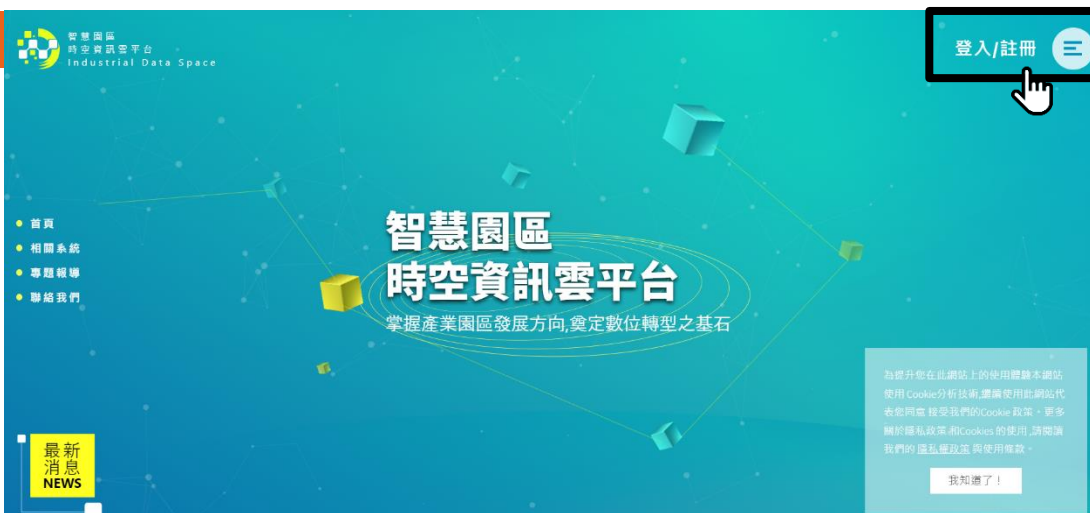 智慧園區
時空資訊雲平台
Industrial Data Space
登入/註冊
首頁
相關系統
專題報導
聯絡我們
智慧園區
時空資訊雲平台
掌握產業園區發展方向,奠定數位轉型之基石
為提升您在此網站上的使用體驗本網站
使用 Cookie分析技術,繼續使用此網站代
表您同意 接受我們的Cookie 政策。更多
關於隱私政策 和Cookies 的使用 ,請閱讀
我們的 隱私權政策 與使用條款。
我知道了！
最新
消息
NEWS